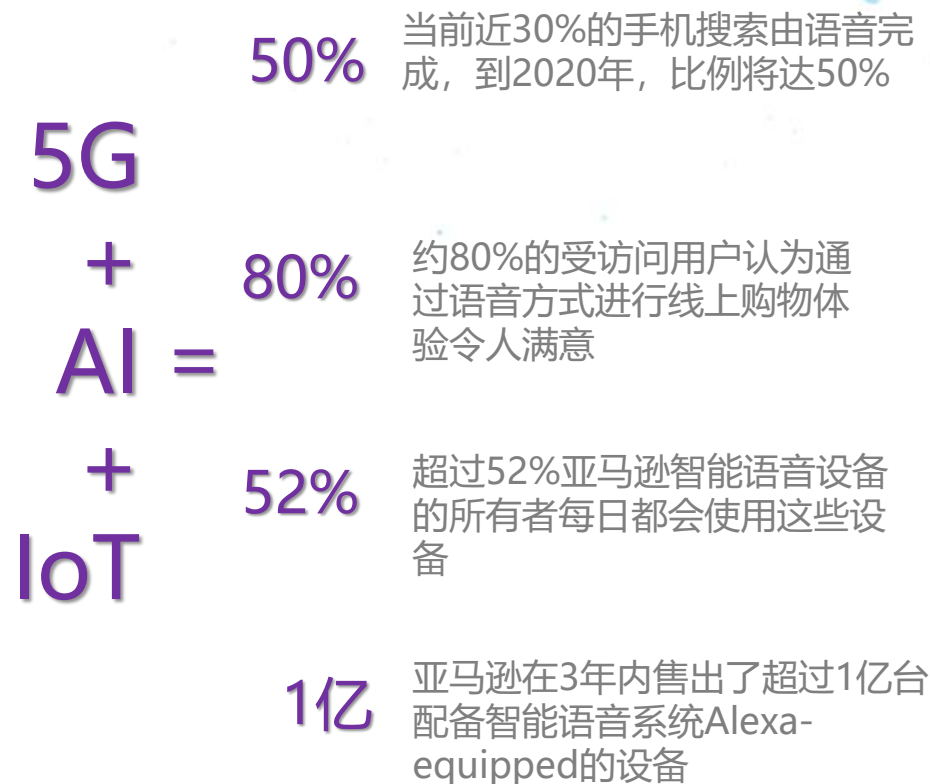 5G
+
AI =
+
IoT
50%
当前近30%的手机搜索由语音完
成，到2020年，比例将达50%
80%
约80%的受访问用户认为通
过语音方式进行线上购物体
验令人满意
52%
超过52%亚马逊智能语音设备
的所有者每日都会使用这些设
备
1亿
亚马逊在3年内售出了超过1亿台
配备智能语音系统Alexa-
equipped的设备